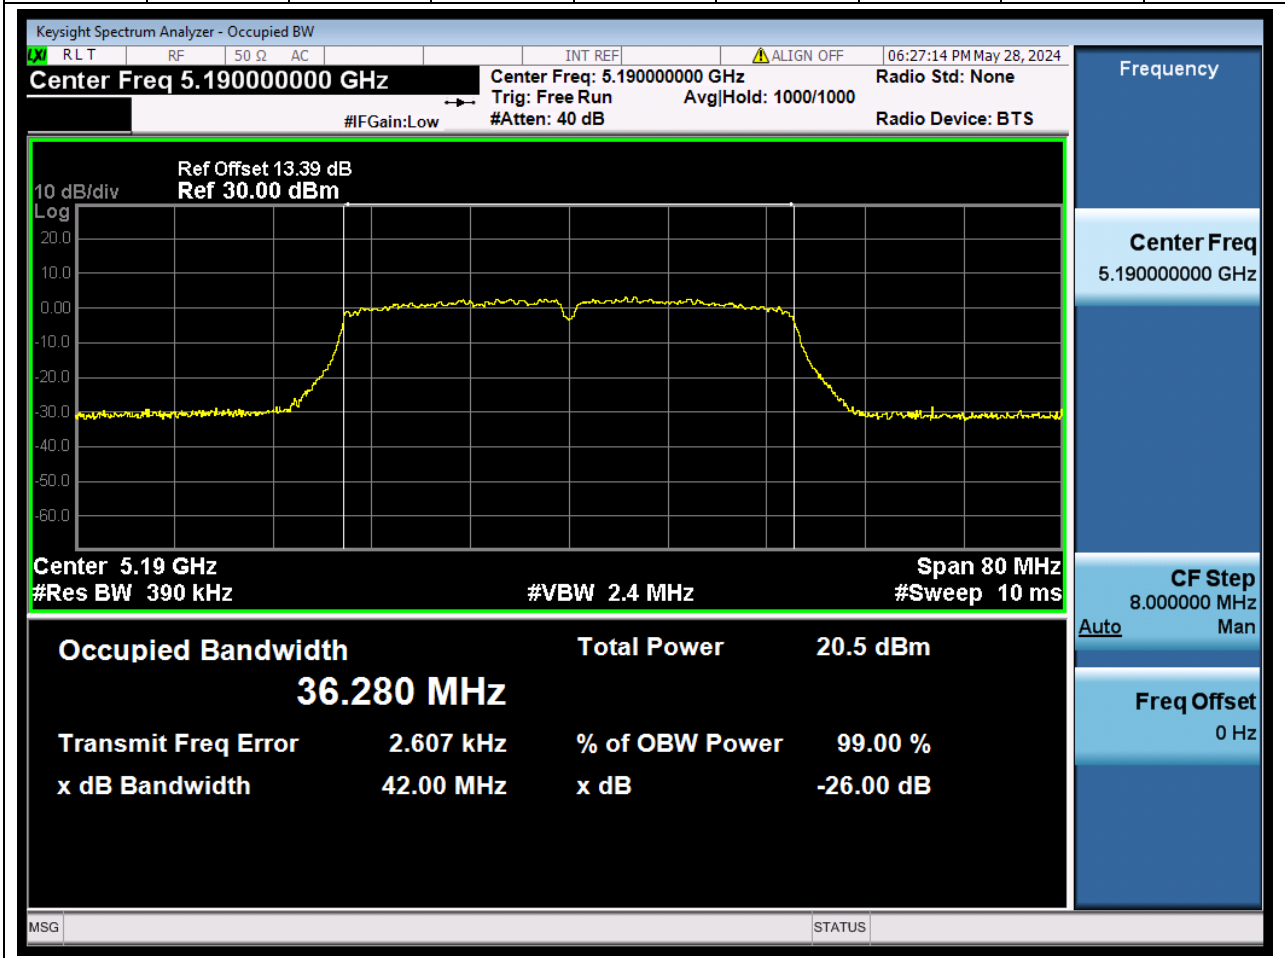 Keysight Spectrum Analyzer - Occupied BW
LXI RLT RF 50 Ω AC INT REF ALIGN OFF 06:27:14 PM May 28, 2024
Center Freq 5.190000000 GHz
Center Freq: 5.190000000 GHz
Radio Std: None
Trig: Free Run Avg|Hold: 1000/1000
#IFGain:Low
#Atten: 40 dB
Radio Device: BTS
Ref Offset 13.39 dB
10 dB/div Ref 30.00 dBm
Log
20.0
10.0
0.00
-10.0
-20.0
-30.0
-40.0
-50.0
-60.0
Center 5.19 GHz Span 80 MHz
#Res BW 390 kHz #VBW 2.4 MHz #Sweep 10 ms
Occupied Bandwidth Total Power 20.5 dBm
36.280 MHz
Transmit Freq Error 2.607 kHz % of OBW Power 99.00 %
x dB Bandwidth 42.00 MHz x dB -26.00 dB
MSG STATUS
Frequency
Center Freq
5.190000000 GHz
CF Step
8.000000 MHz
Auto Man
Freq Offset
0 Hz